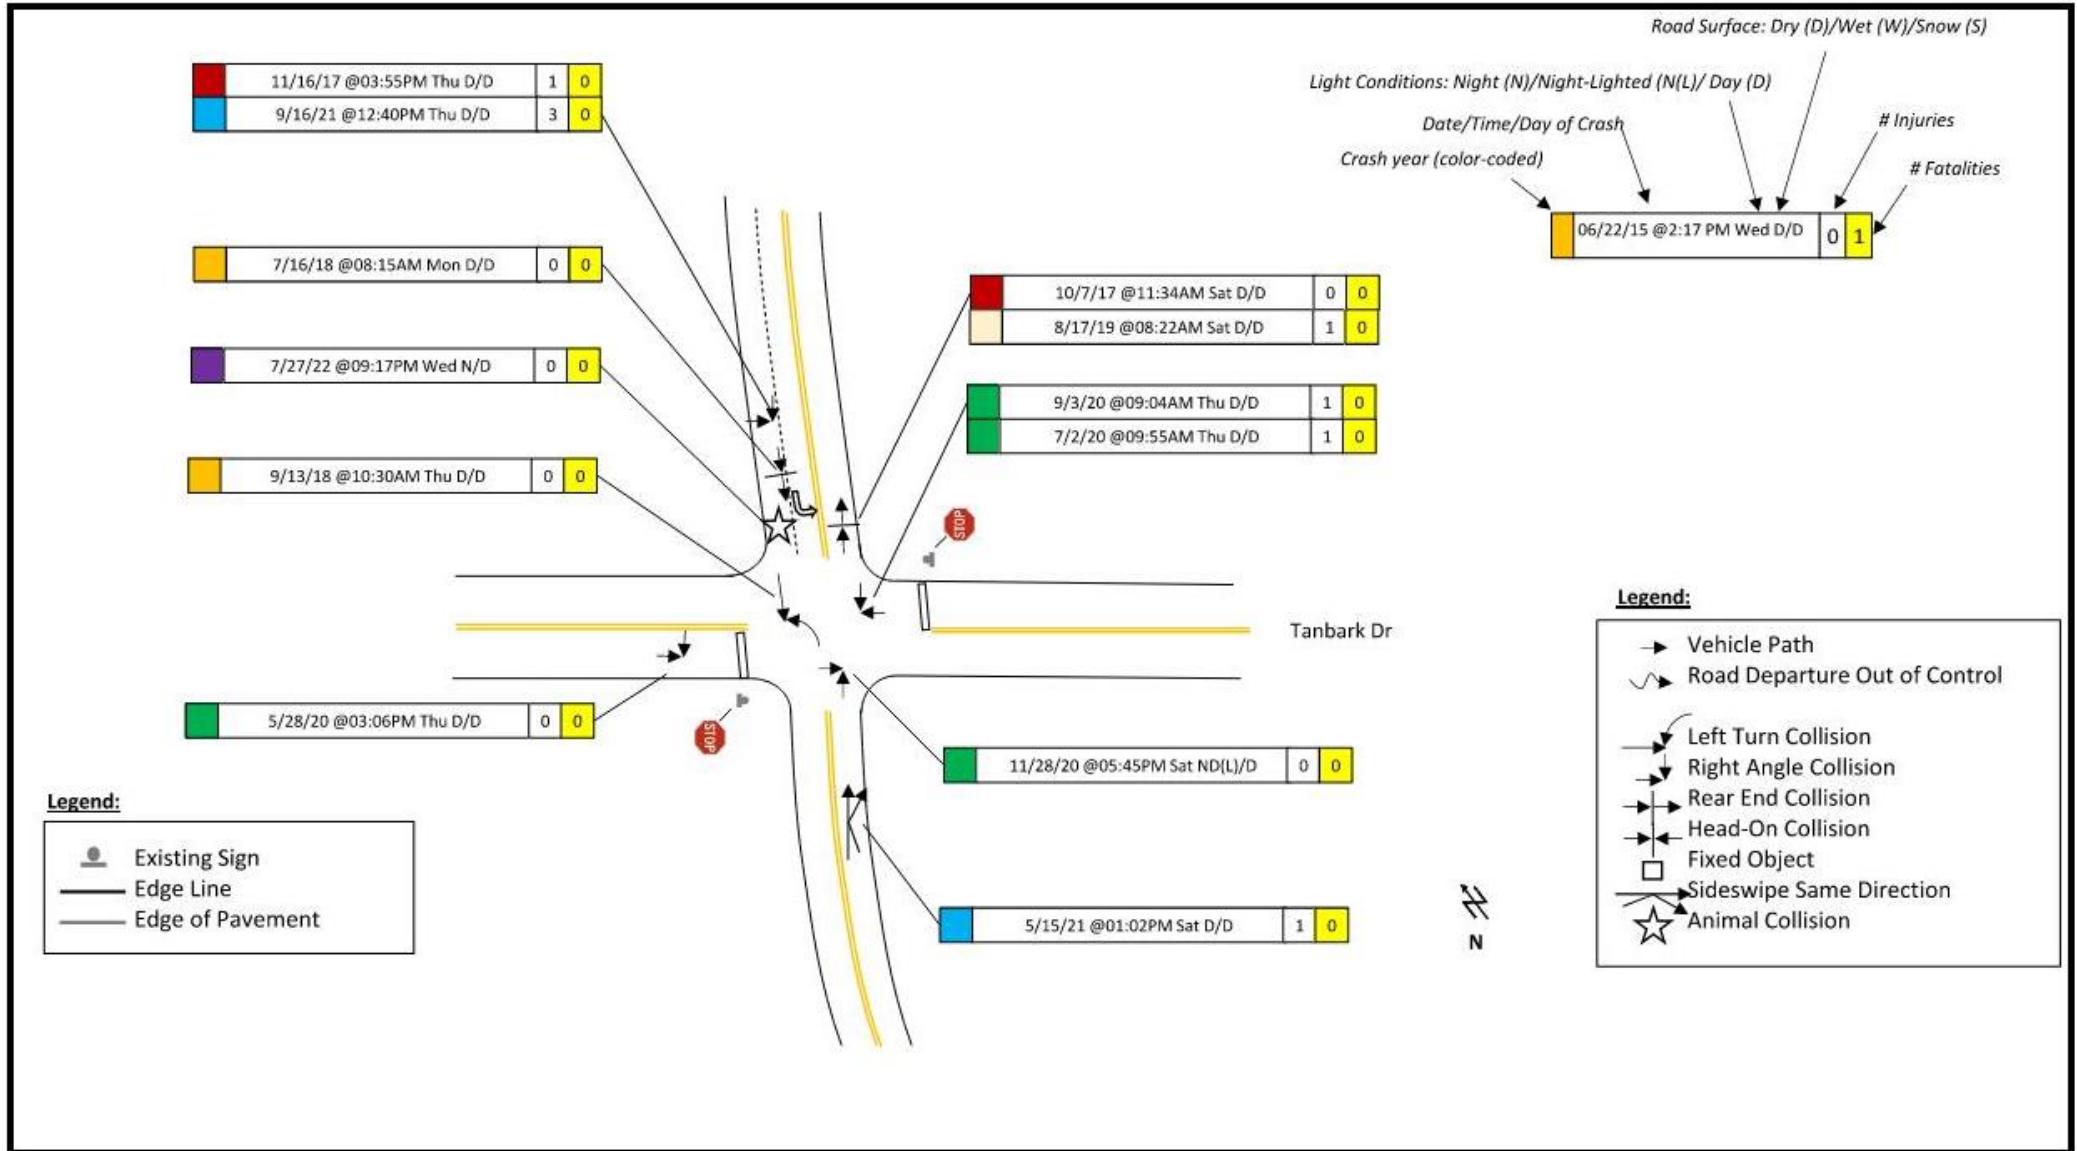 Road Surface: Dry (D)/Wet (W)/Snow (S)
Light Conditions: Night (N)/Night-Lighted (N(L)/ Day (D)
Date/Time/Day of Crash
# Injuries
Crash year (color-coded)
# Fatalities
06/22/15 @2:17 PM Wed D/D 0 1
11/16/17 @03:55PM Thu D/D 1 0
9/16/21 @12:40PM Thu D/D 3 0
7/16/18 @08:15AM Mon D/D 0 0
7/27/22 @09:17PM Wed N/D 0 0
9/13/18 @10:30AM Thu D/D 0 0
10/7/17 @11:34AM Sat D/D 0 0
8/17/19 @08:22AM Sat D/D 1 0
9/3/20 @09:04AM Thu D/D 1 0
7/2/20 @09:55AM Thu D/D 1 0
STOP
Tanbark Dr
5/28/20 @03:06PM Thu D/D 0 0
STOP
11/28/20 @05:45PM Sat ND(L)/D 0 0
5/15/21 @01:02PM Sat D/D 1 0
N
Legend:
Existing Sign
Edge Line
Edge of Pavement
Legend:
Vehicle Path
Road Departure Out of Control
Left Turn Collision
Right Angle Collision
Rear End Collision
Head-On Collision
Fixed Object
Sideswipe Same Direction
Animal Collision